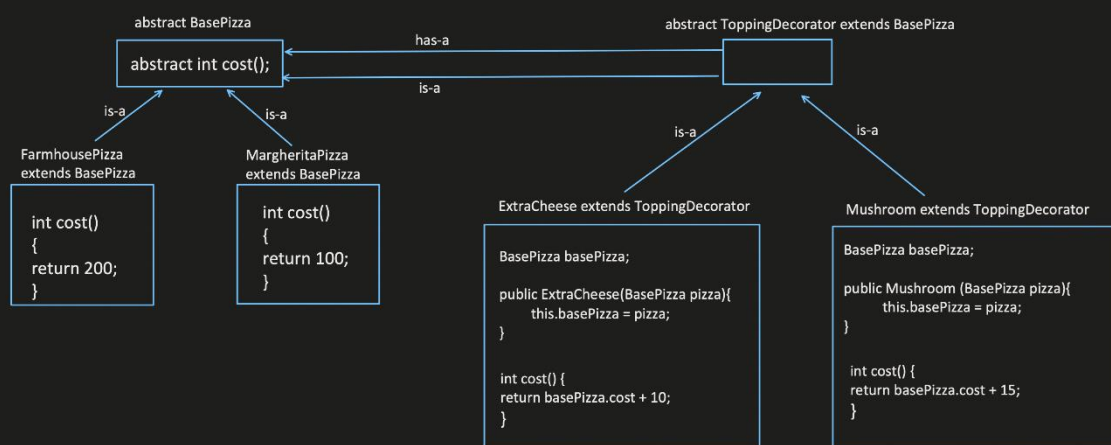 abstract BasePizza
abstract int cost();
has-a
is-a
abstract ToppingDecorator extends BasePizza
is-a
is-a
is-a
is-a
FarmhousePizza
extends BasePizza
int cost()
{
return 200;
}
MargheritaPizza
extends BasePizza
int cost()
{
return 100;
}
ExtraCheese extends ToppingDecorator
BasePizza basePizza;
public ExtraCheese(BasePizza pizza){
this.basePizza = pizza;
}
int cost() {
return basePizza.cost + 10;
}
Mushroom extends ToppingDecorator
BasePizza basePizza;
public Mushroom (BasePizza pizza){
this.basePizza = pizza;
}
int cost() {
return basePizza.cost + 15;
}